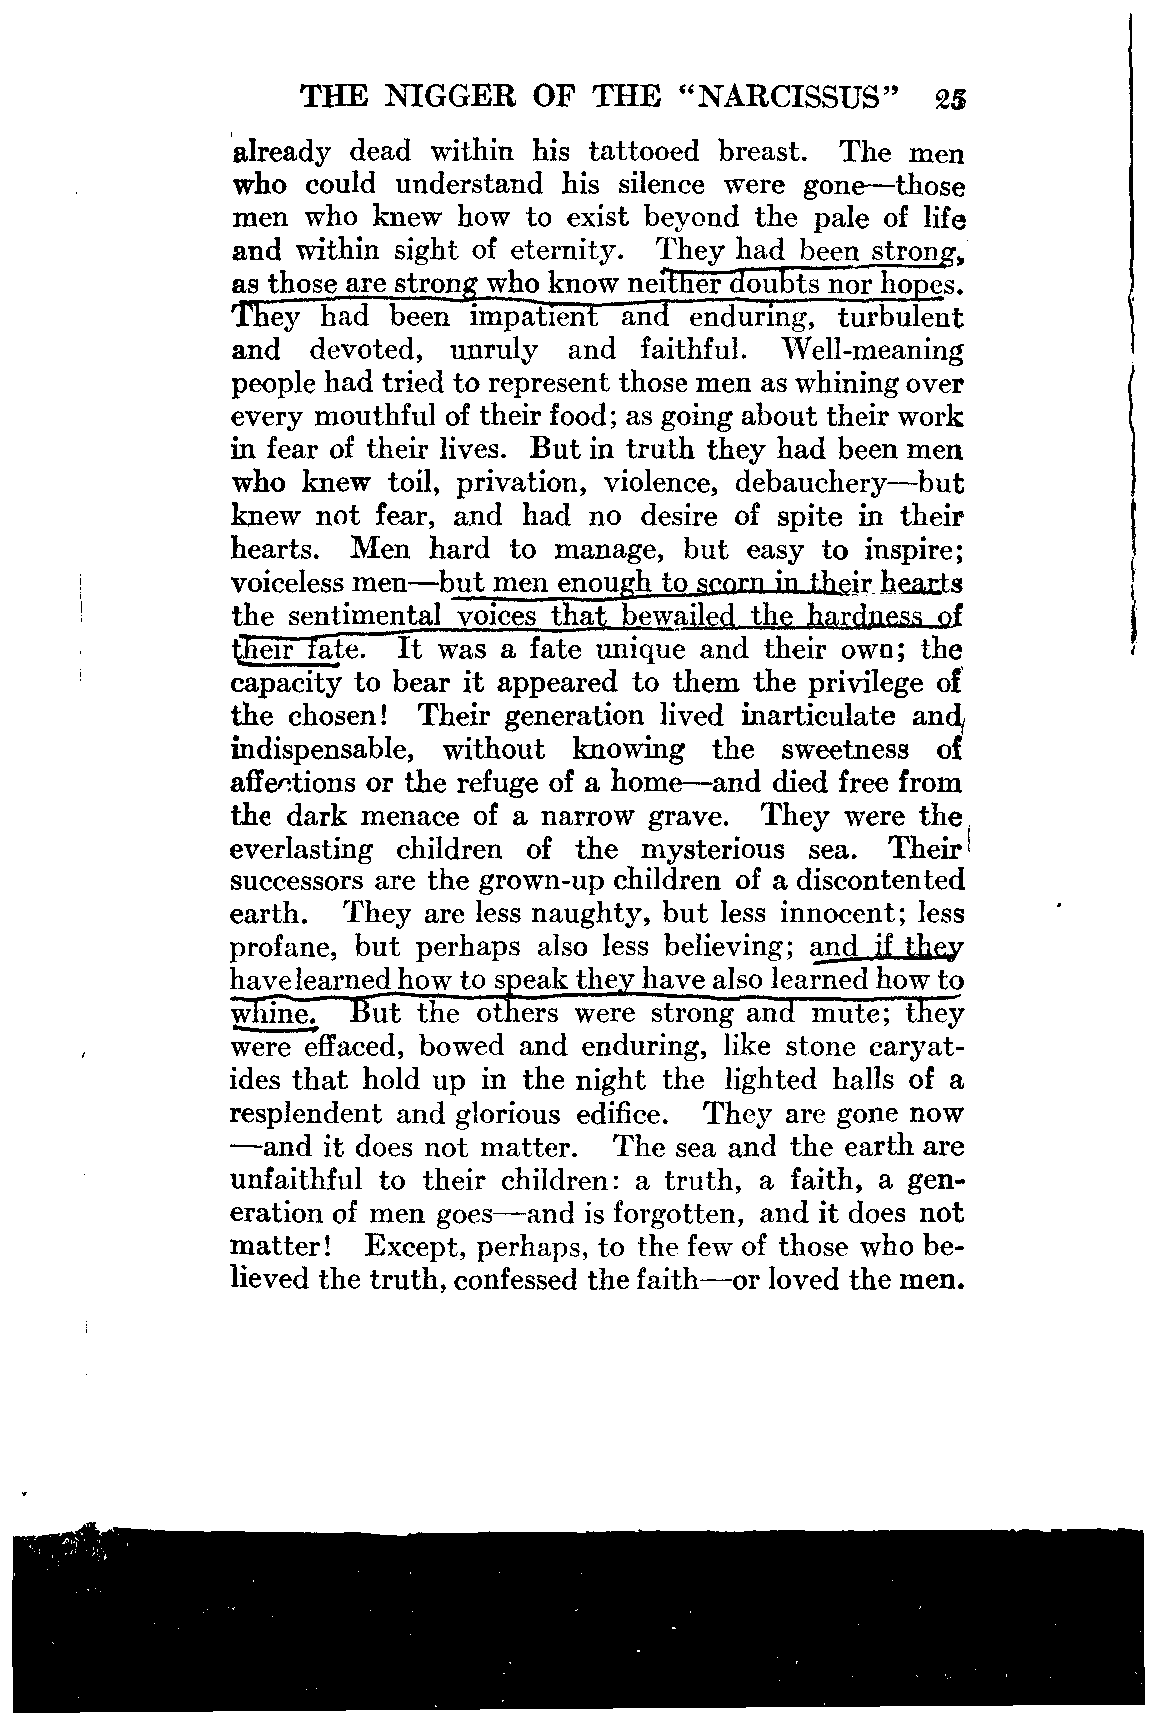 THE NIGGER OF THE “NARCISSUS” 25
already dead within his tattooed breast. The men
who could understand his silence were gone—those
men who knew how to exist beyond the pale of life
and within sight of eternity. They had been strong,
as those are strong who know neither doubts nor hopes.
They had been impatient and enduring, turbulent
and devoted, unruly and faithful. Well-meaning
people had tried to represent those men as whining over
every mouthful of their food; as going about their work
in fear of their lives. But in truth they had been men
who knew toil, privation, violence, debauchery—but
knew not fear, and had no desire of spite in their
hearts. Men hard to manage, but easy to inspire;
voiceless men—but men enough to scorn in their hearts
the sentimental voices that bewailed the hardness of
their fate. It was a fate unique and their own; the
capacity to bear it appeared to them the privilege of
the chosen! Their generation lived inarticulate and
indispensable, without knowing the sweetness of
affections or the refuge of a home—and died free from
the dark menace of a narrow grave. They were the
everlasting children of the mysterious sea. Their
successors are the grown-up children of a discontented
earth. They are less naughty, but less innocent; less
profane, but perhaps also less believing; and if they
have learned how to speak they have also learned how to
whine. But the others were strong and mute; they
were effaced, bowed and enduring, like stone caryat-
ides that hold up in the night the lighted halls of a
resplendent and glorious edifice. They are gone now
—and it does not matter. The sea and the earth are
unfaithful to their children: a truth, a faith, a gen-
eration of men goes—and is forgotten, and it does not
matter! Except, perhaps, to the few of those who be-
lieved the truth, confessed the faith—or loved the men.